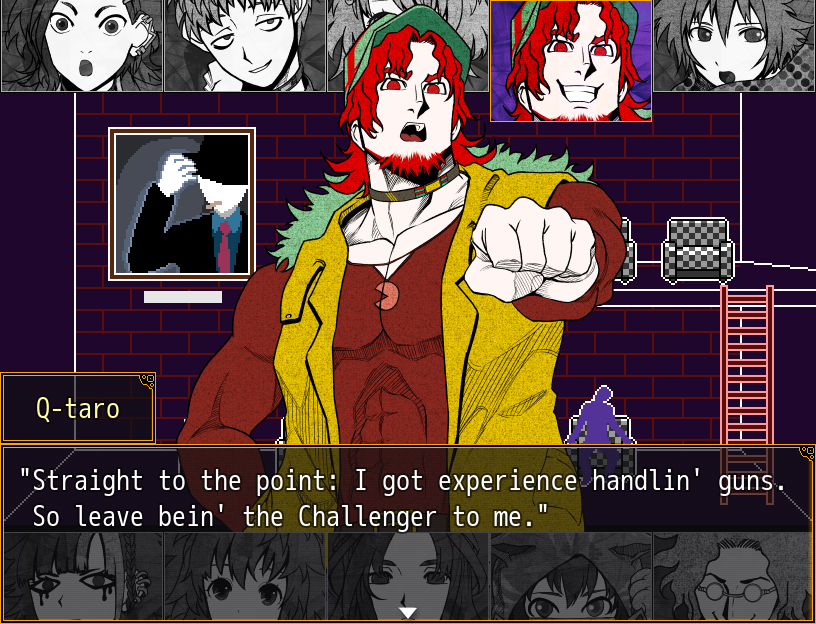 Q-taro
"Straight to the point: I got experience handlin' guns.
So leave bein' the Challenger to me."